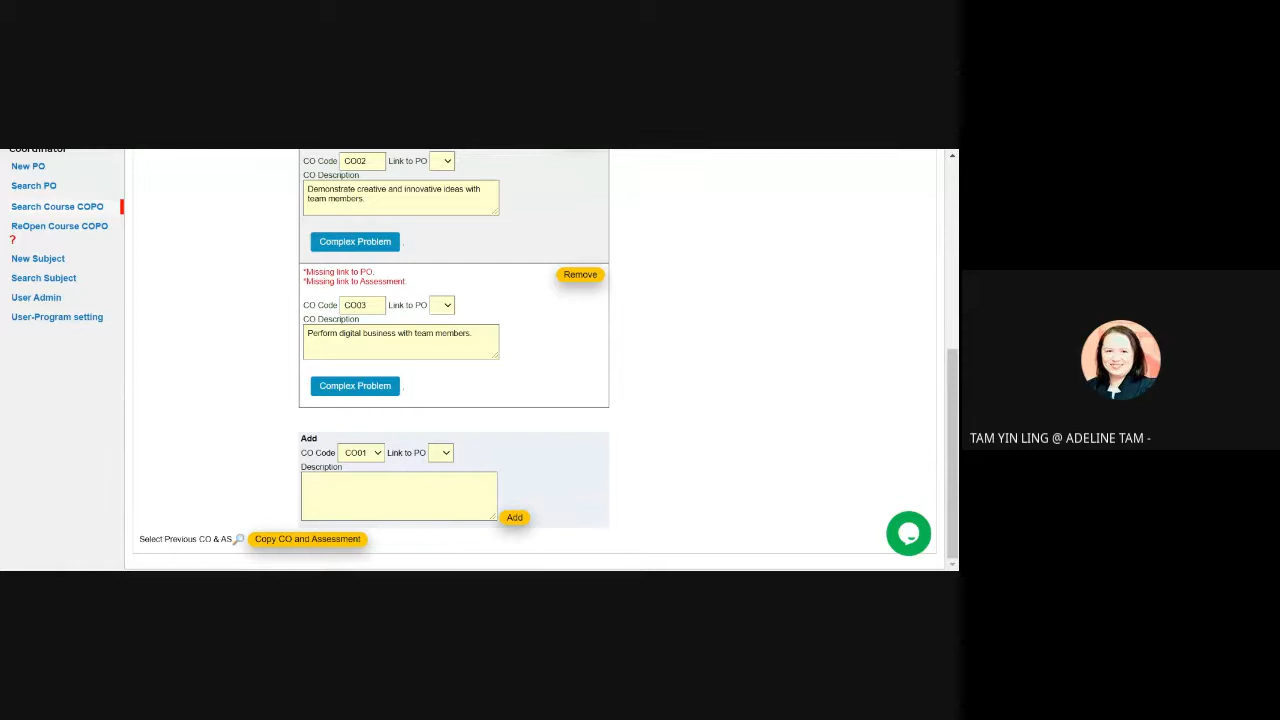 Coordinator
New PO
Search PO
Search Course COPO
ReOpen Course COPO
?
New Subject
Search Subject
User Admin
User-Program setting
CO Code CO02 Link to PO
CO Description
Demonstrate creative and innovative ideas with
team members.
Complex Problem .
*Missing link to PO.
*Missing link to Assessment.
Remove
CO Code CO03 Link to PO
CO Description
Perform digital business with team members.
Complex Problem .
Add
CO Code CO01 Link to PO
Description
Add
Select Previous CO & AS Copy CO and Assessment
TAM YIN LING @ ADELINE TAM -